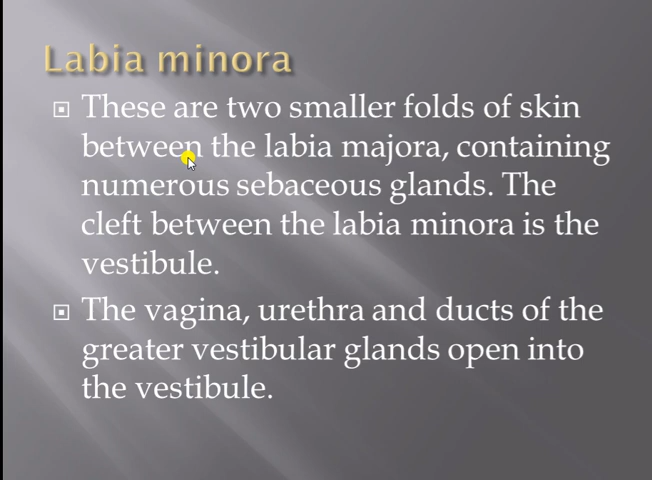 Labia minora
These are two smaller folds of skin
between the labia majora, containing
numerous sebaceous glands. The
cleft between the labia minora is the
vestibule.
The vagina, urethra and ducts of the
greater vestibular glands open into
the vestibule.